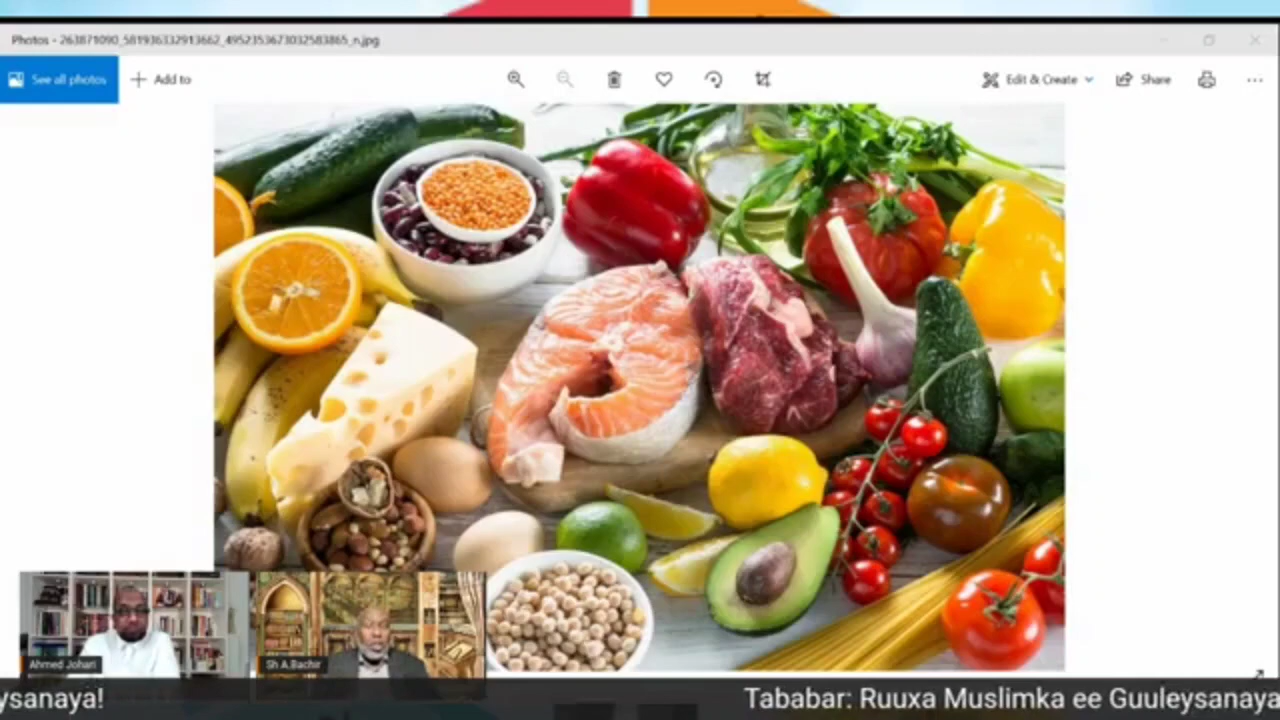 Photos - 263871090_581936332913662_4952353673032583865_n.jpg
See all photos
Add to
Edit & Create
Share
Ahmed Johari
Sh A.Bachir
ysanaya!
Tababar: Ruuxa Muslimka ee Guuleysanaya